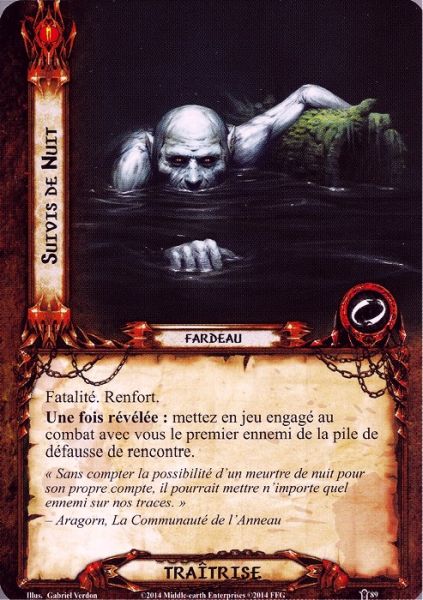 SUIVIS DE NUIT
FARDEAU
Fatalité. Renfort.
Une fois révélée : mettez en jeu engagé au
combat avec vous le premier ennemi de la pile de
défausse de rencontre.
« Sans compter la possibilité d'un meurtre de nuit pour
son propre compte, il pourrait mettre n'importe quel
ennemi sur nos traces. »
– Aragorn, La Communauté de l'Anneau
TRAÎTRISE
Illus. Gabriel Verdon ©2014 Middle-earth Enterprises ©2014 FFG 89